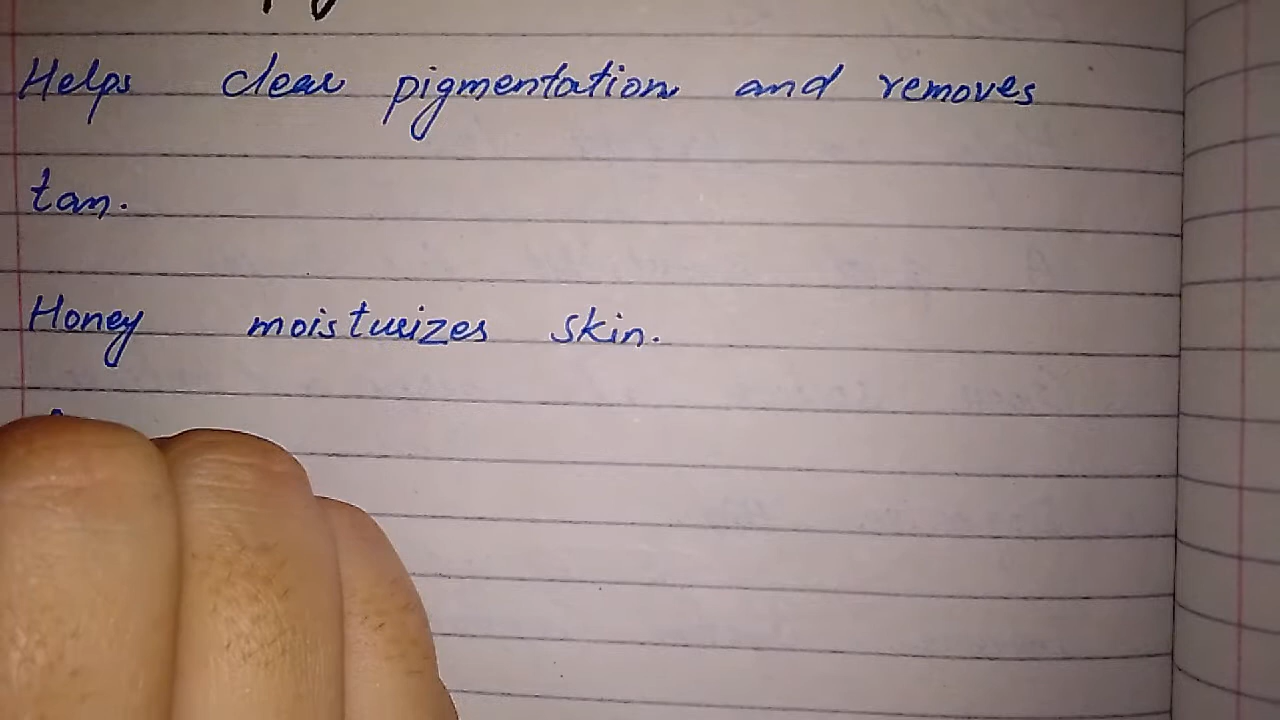 Helps clear pigmentation and removes
tan.
Honey moisturizes skin.